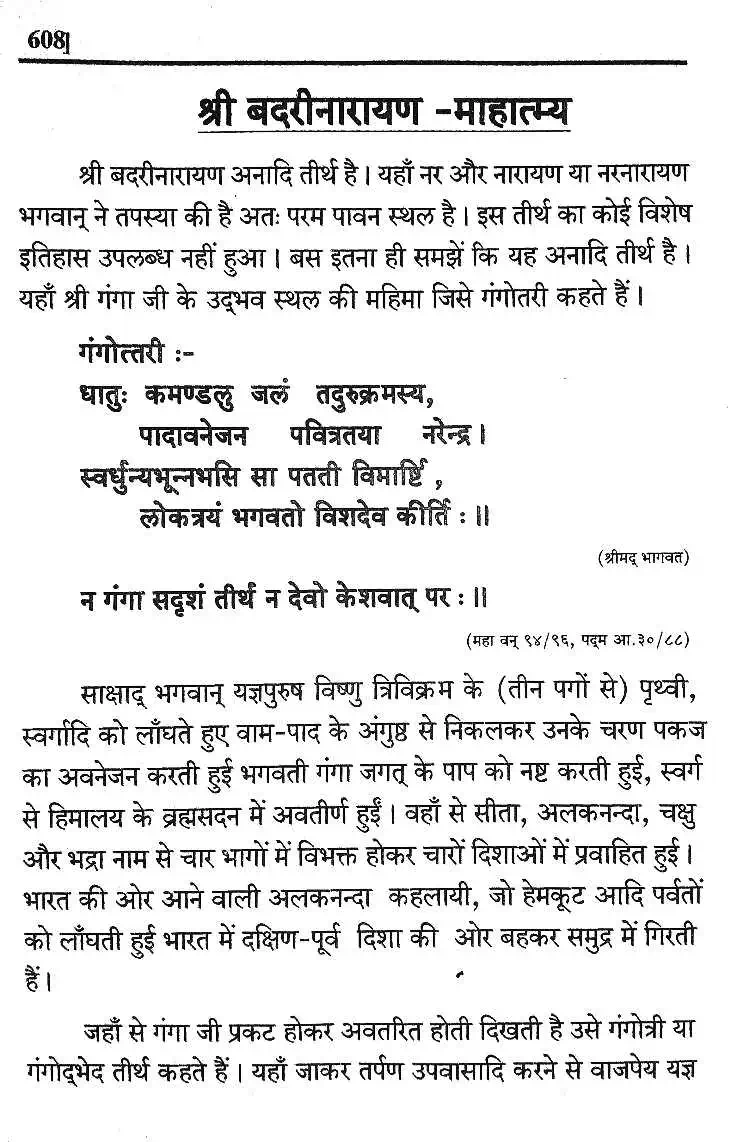 608]
श्री बदरीनारायण -माहात्म्य
श्री बदरीनारायण अनादि तीर्थ है। यहाँ नर और नारायण या नरनारायण
भगवान् ने तपस्या की है अतः परम पावन स्थल है। इस तीर्थ का कोई विशेष
इतिहास उपलब्ध नहीं हुआ। बस इतना ही समझें कि यह अनादि तीर्थ है।
यहाँ श्री गंगा जी के उद्भव स्थल की महिमा जिसे गंगोतरी कहते हैं।
गंगोत्तरी :-
धातुः कमण्डलु जलं तदुरुक्रमस्य,
पादावनेजन पवित्रतया नरेन्द्र।
स्वर्धुन्यभून्नभसि सा पतती विमार्ष्टि,
लोकत्रयं भगवतो विशदेव कीर्ति :॥
(श्रीमद् भागवत)
न गंगा सदृशं तीर्थं न देवो केशवात् पर :॥
(महा वन् ९४/९६, पद्म आ.३०/८८)
साक्षाद् भगवान् यज्ञपुरुष विष्णु त्रिविक्रम के (तीन पगों से) पृथ्वी,
स्वर्गादि को लाँघते हुए वाम-पाद के अंगुष्ठ से निकलकर उनके चरण पकज
का अवनेजन करती हुई भगवती गंगा जगत् के पाप को नष्ट करती हुई, स्वर्ग
से हिमालय के व्रह्मसदन में अवतीर्ण हुईं। वहाँ से सीता, अलकनन्दा, चक्षु
और भद्रा नाम से चार भागों में विभक्त होकर चारों दिशाओं में प्रवाहित हुई।
भारत की ओर आने वाली अलकनन्दा कहलायी, जो हेमकूट आदि पर्वतों
को लाँघती हुई भारत में दक्षिण-पूर्व दिशा की ओर बहकर समुद्र में गिरती
हैं।
जहाँ से गंगा जी प्रकट होकर अवतरित होती दिखती है उसे गंगोत्री या
गंगोद्भेद तीर्थ कहते हैं। यहाँ जाकर तर्पण उपवासादि करने से वाजपेय यज्ञ